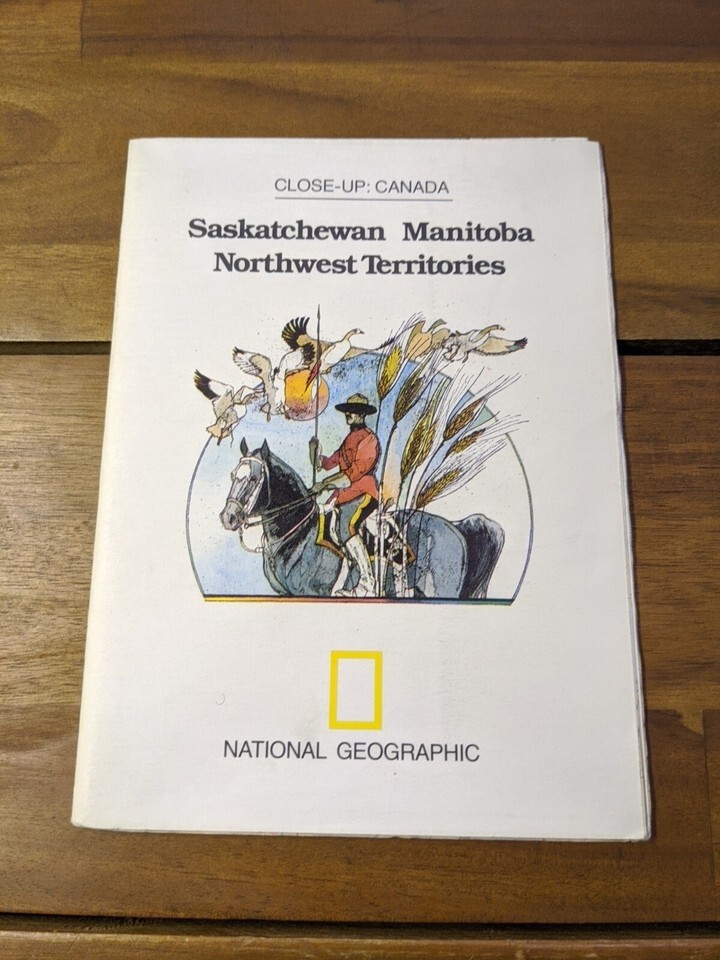 CLOSE-UP: CANADA
Saskatchewan Manitoba
Northwest Territories
NATIONAL GEOGRAPHIC